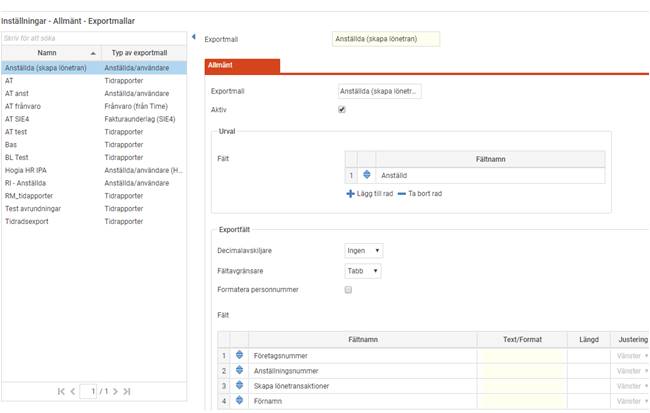 Inställningar - Allmänt - Exportmallar
Skriv för att söka
Namn Typ av exportmall
Anställda (skapa lönetran) Anställda/användare
AT Tidrapporter
AT anst Anställda/användare
AT frånvaro Frånvaro (från Time)
AT SIE4 Fakturaunderlag (SIE4)
AT test Tidrapporter
Bas Tidrapporter
BL Test Tidrapporter
Hogia HR IPA Anställda/användare (H...
RI - Anställda Anställda/användare
RM_tidapporter Tidrapporter
Test avrundningar Tidrapporter
Tidradsexport Tidrapporter
1 / 1
Exportmall Anställda (skapa lönetran)
Allmänt
Exportmall Anställda (skapa lönetr...
Aktiv
Urval
Fält
Fältnamn
1 Anställd
Lägg till rad Ta bort rad
Exportfält
Decimalavskiljare Ingen
Fältavgränsare Tabb
Formatera personnummer
Fält
Fältnamn Text/Format Längd Justering
1 Företagsnummer Vänster
2 Anställningsnummer Vänster
3 Skapa lönetransaktioner Vänster
4 Förnamn Vänster